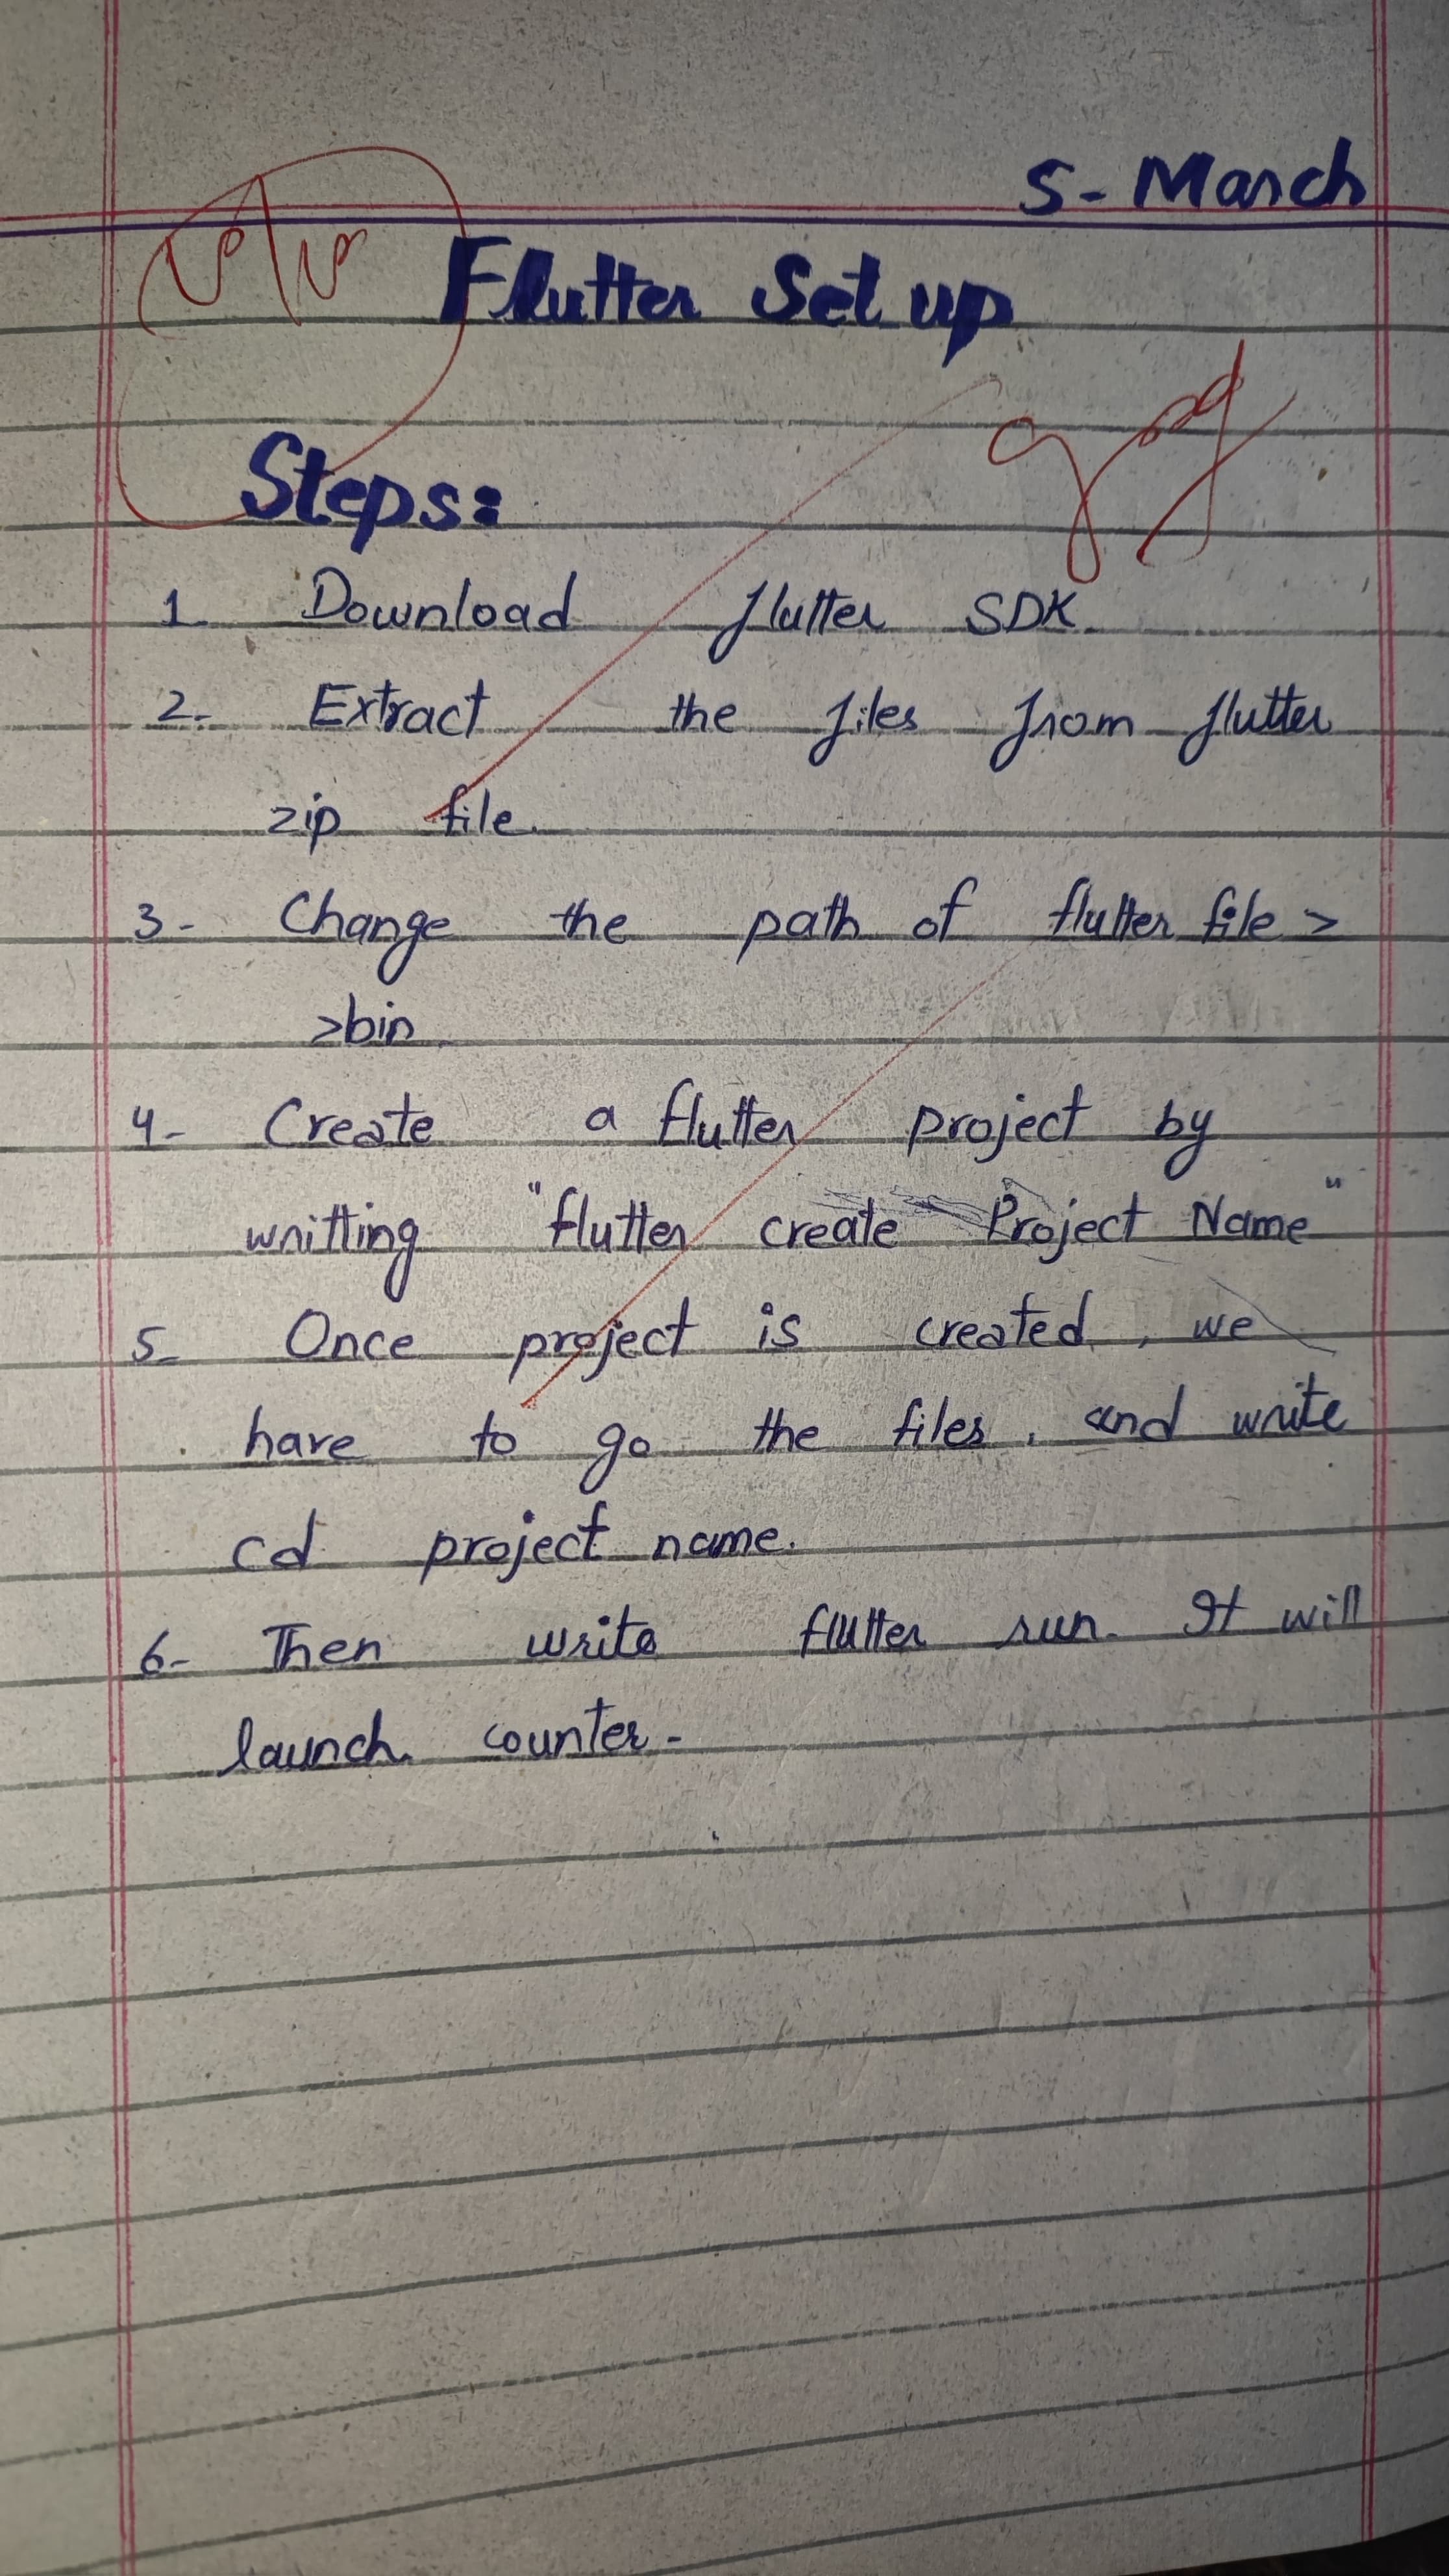 5- March
Flutter Set up
Steps:
1. Download flutter SDK.
2- Extract the files from flutter
zip file.
3- Change the path of flutter file >
>bin.
4- Create a flutter project by
writting "flutter create Project Name"
5- Once project is created, we
have to go the files, and write
cd project name.
6- Then write flutter run. It will
launch counter-